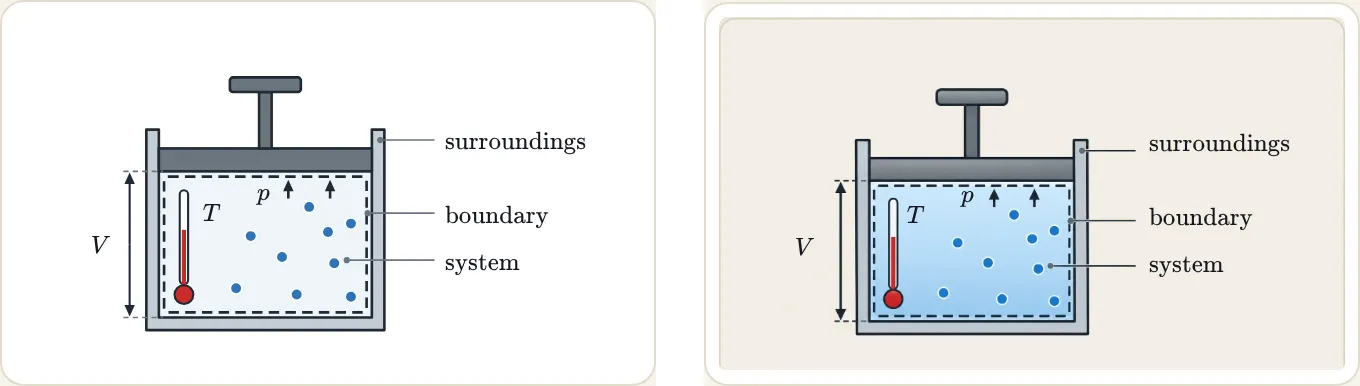 surroundings
p
T
boundary
V
system
surroundings
p
T
boundary
V
system